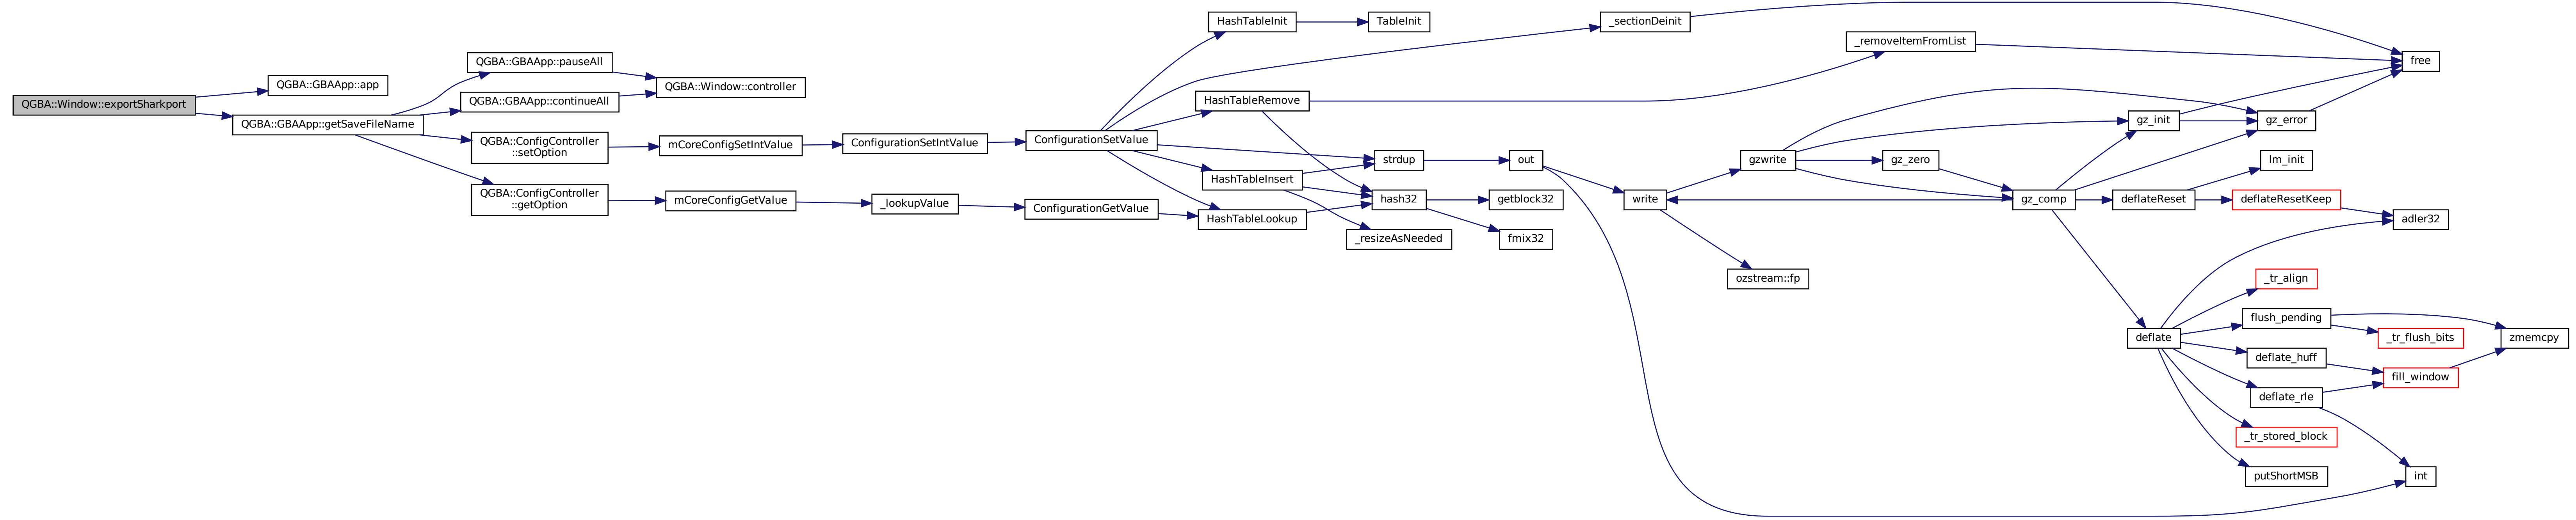 QGBA::Window::exportSharkport
QGBA::GBAApp::app
QGBA::GBAApp::getSaveFileName
QGBA::GBAApp::pauseAll
QGBA::GBAApp::continueAll
QGBA::ConfigController
::setOption
QGBA::ConfigController
::getOption
QGBA::Window::controller
mCoreConfigSetIntValue
mCoreConfigGetValue
ConfigurationSetIntValue
_lookupValue
ConfigurationSetValue
ConfigurationGetValue
HashTableInit
HashTableRemove
HashTableInsert
HashTableLookup
TableInit
strdup
hash32
_resizeAsNeeded
out
getblock32
fmix32
_sectionDeinit
write
gzwrite
ozstream::fp
_removeItemFromList
gz_zero
gz_comp
gz_init
deflateReset
deflate
gz_error
lm_init
deflateResetKeep
_tr_align
flush_pending
deflate_huff
deflate_rle
_tr_stored_block
putShortMSB
free
adler32
_tr_flush_bits
fill_window
int
zmemcpy